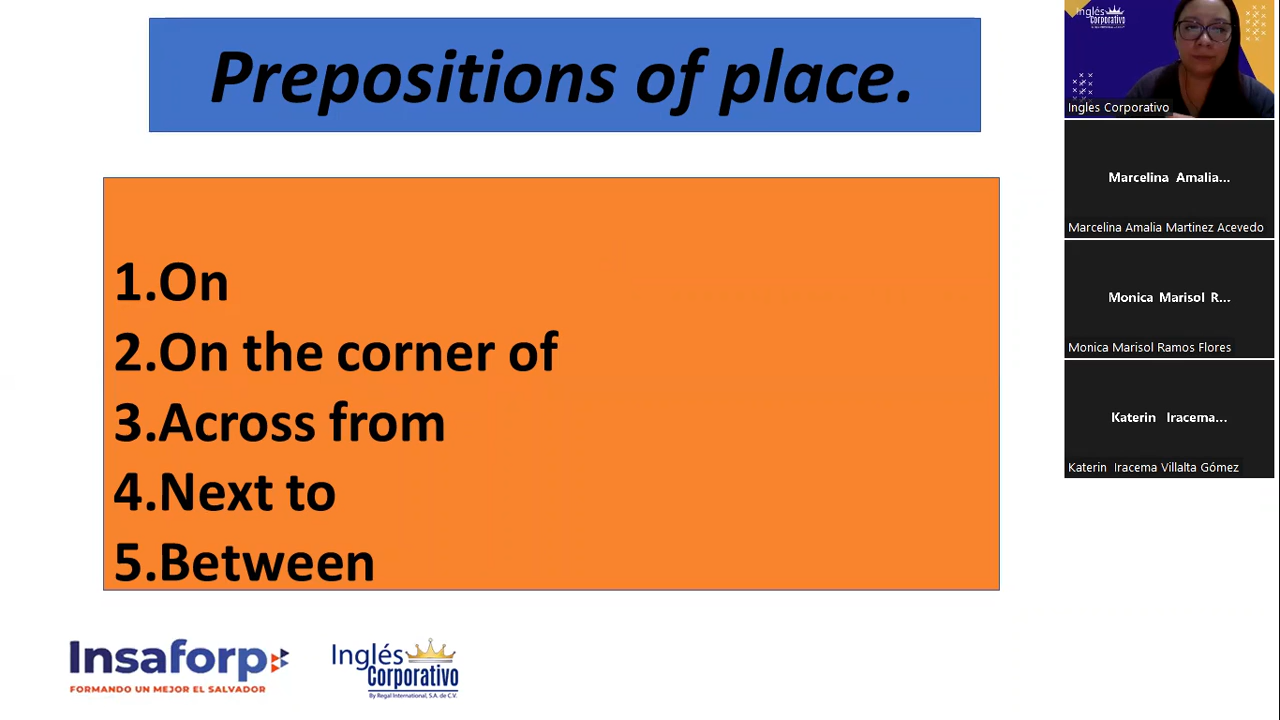 Prepositions of place.
1.On
2.On the corner of
3.Across from
4.Next to
5.Between
Insaforp
FORMANDO UN MEJOR EL SALVADOR
Inglés
Corporativo
By Regal International, S.A. de C.V.
Inglés
Corporativo
Ingles Corporativo
Marcelina Amalia...
Marcelina Amalia Martinez Acevedo
Monica Marisol R...
Monica Marisol Ramos Flores
Katerin Iracema...
Katerin Iracema Villalta Gómez